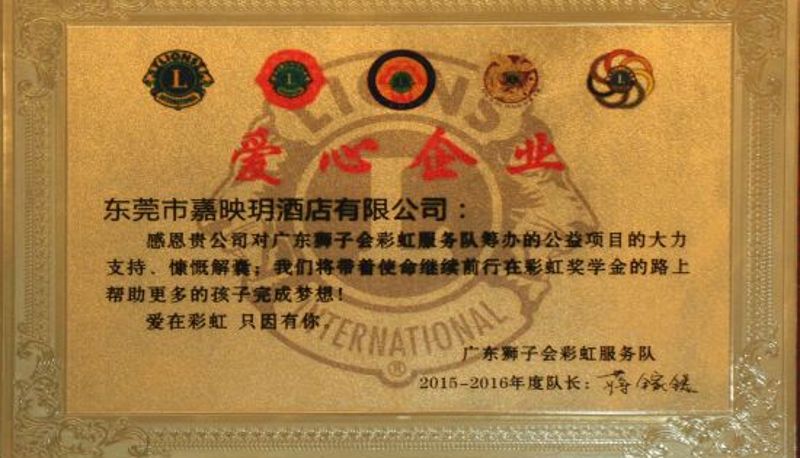 LIONS
L
INTERNATIONAL
爱心企业
东莞市嘉映玥酒店有限公司：
感恩贵公司对广东狮子会彩虹服务队筹办的公益项目的大力
支持、慷慨解囊；我们将带着使命继续前行在彩虹奖学金的路上
帮助更多的孩子完成梦想！
爱在彩虹 只因有你。
LIONS
INTERNATIONAL
®
广东狮子会彩虹服务队
2015-2016年度队长：